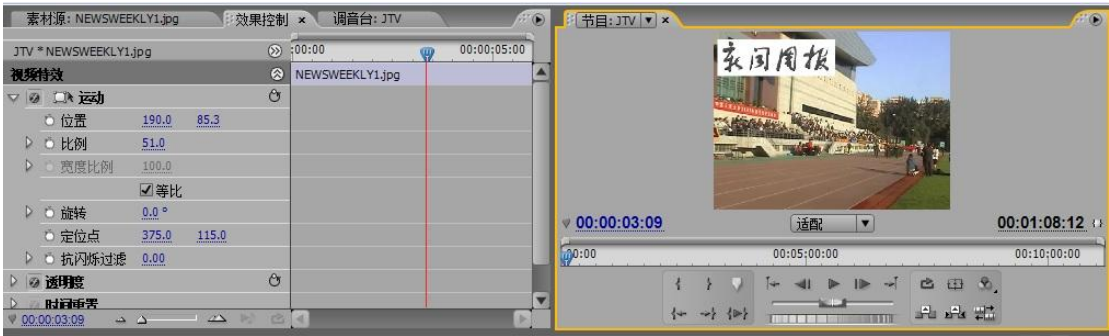 素材源: NEWSWEEKLY1.jpg
效果控制 ×
调音台: JTV
JTV * NEWSWEEKLY1.jpg
:00:00
00:00:05:00
视频特效
NEWSWEEKLY1.jpg
运动
位置 190.0 85.3
比例 51.0
宽度比例 100.0
等比
旋转 0.0 °
定位点 375.0 115.0
抗闪烁过滤 0.00
透明度
时间重置
00:00:03:09
节目: JTV ×
新闻周报
00:00:03:09
适配
00:01:08:12
00:00
00:05:00:00
00:10:00:00